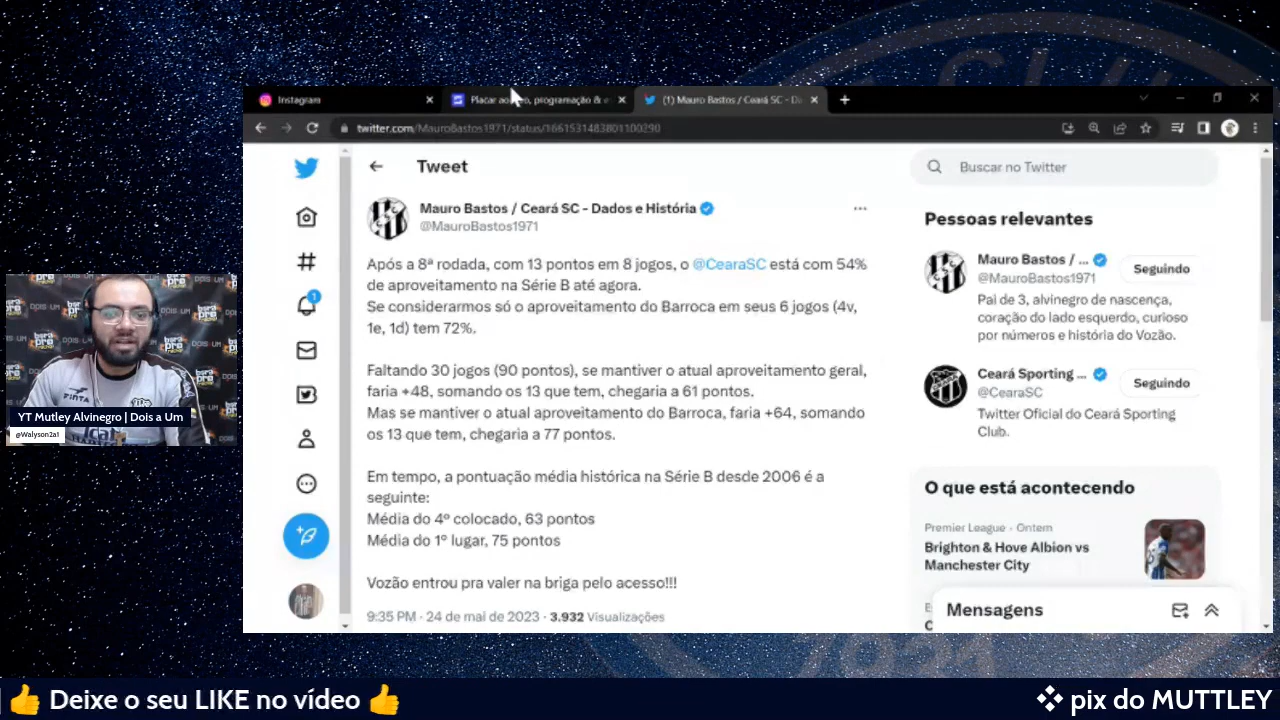 Instagram
Placar ao
o, programação & e
(1) Mauro Bastos / Ceará SC - Da
twitter.com/MauroBastos1971/status/1661531483801100290
Tweet
Buscar no Twitter
Mauro Bastos / Ceará SC - Dados e História
@MauroBastos1971
Após a 8ª rodada, com 13 pontos em 8 jogos, o @CearaSC está com 54%
de aproveitamento na Série B até agora.
Se considerarmos só o aproveitamento do Barroca em seus 6 jogos (4v,
1e, 1d) tem 72%.
Faltando 30 jogos (90 pontos), se mantiver o atual aproveitamento geral,
faria +48, somando os 13 que tem, chegaria a 61 pontos.
Mas se mantiver o atual aproveitamento do Barroca, faria +64, somando
os 13 que tem, chegaria a 77 pontos.
Em tempo, a pontuação média histórica na Série B desde 2006 é a
seguinte:
Média do 4º colocado, 63 pontos
Média do 1º lugar, 75 pontos
Vozão entrou pra valer na briga pelo acesso!!!
9:35 PM · 24 de mai de 2023 · 3.932 Visualizações
1
Pessoas relevantes
Mauro Bastos / ...
@MauroBastos1971
Seguindo
Pai de 3, alvinegro de nascença,
coração do lado esquerdo, curioso
por números e história do Vozão.
Ceará Sporting ...
@CearaSC
Seguindo
Twitter Oficial do Ceará Sporting
Club.
O que está acontecendo
Premier League · Ontem
Brighton & Hove Albion vs
Manchester City
Mensagens
YT Mutley Alvinegro | Dois a Um
@Walyson2a1
👍 Deixe o seu LIKE no vídeo 👍
❖ pix do MUTTLEY